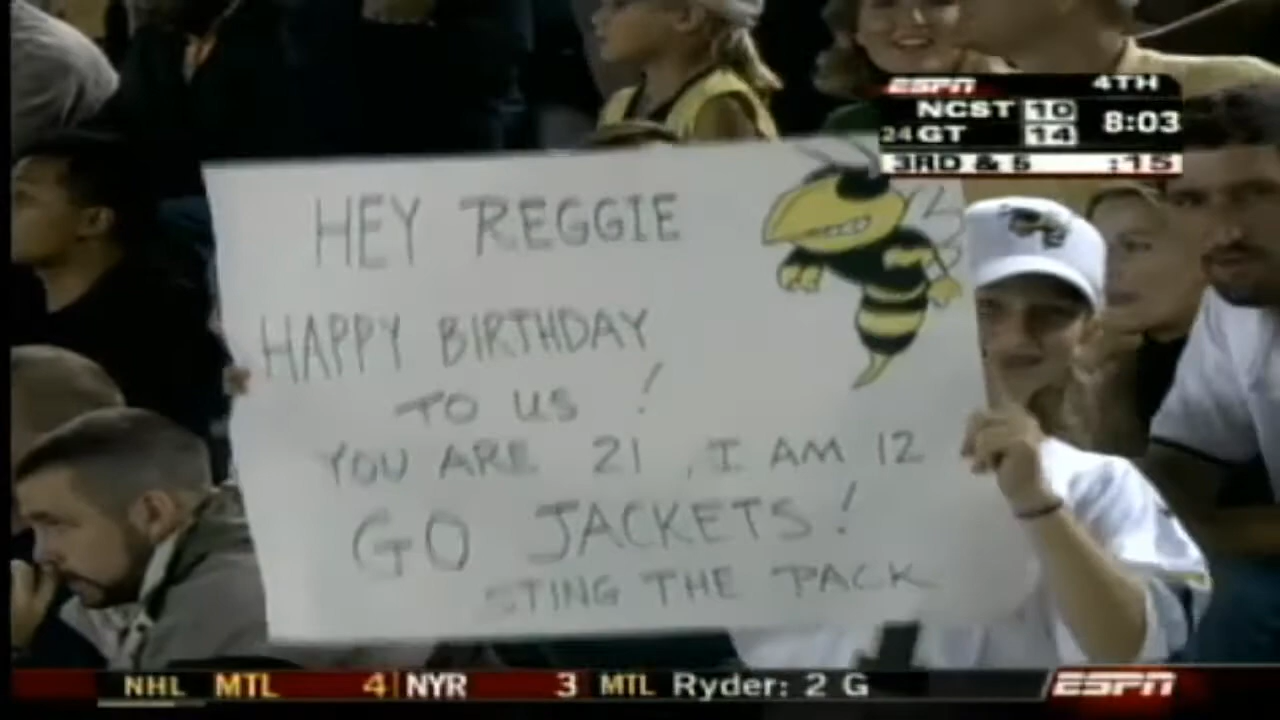 ESPN 4TH
NCST 10
24 GT 14 8:03
3RD & 5 :15
HEY REGGIE
HAPPY BIRTHDAY
TO US !
YOU ARE 21 , I AM 12
GO JACKETS!
STING THE PACK
NHL MTL 4 NYR 3 MTL Ryder: 2 G ESPN